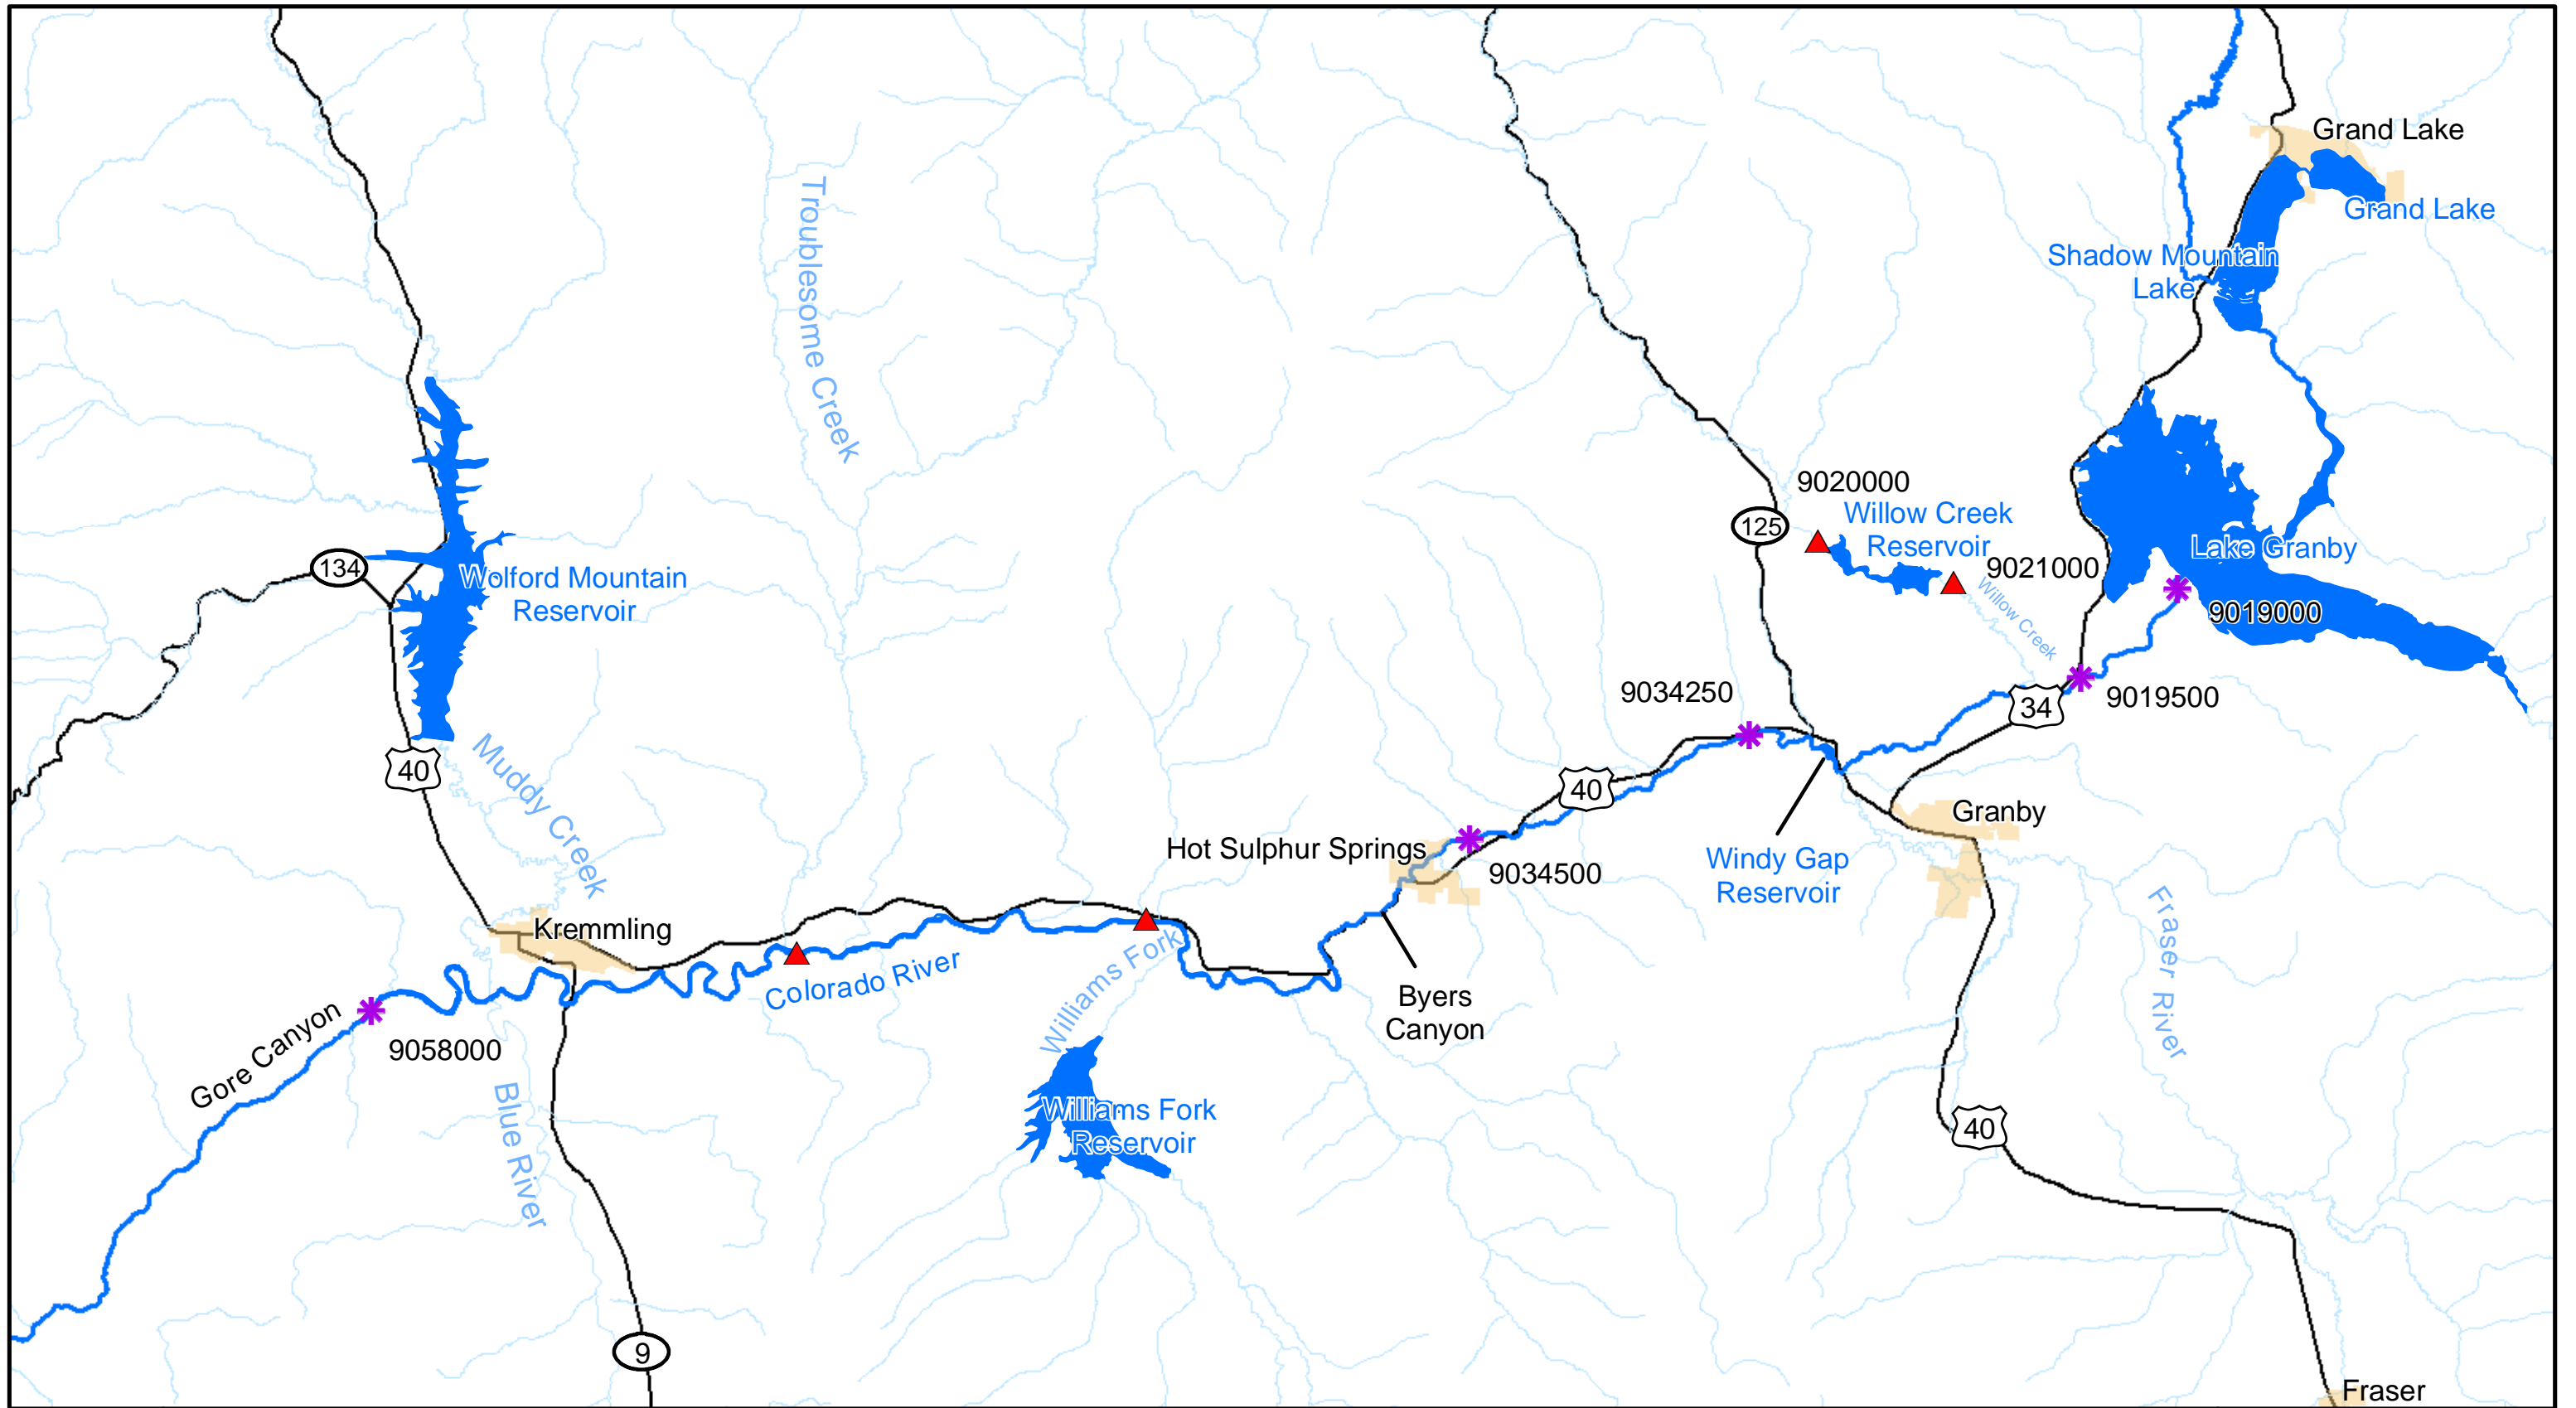 Grand Lake
Grand Lake
Shadow Mountain
Lake
Troublesome Creek
9020000
Willow Creek
Reservoir
125
9021000
Lake Granby
134
Wolford Mountain
Reservoir
Willow Creek
9019000
9034250
9019500
34
40
Muddy Creek
40
Granby
Hot Sulphur Springs
Windy Gap
Reservoir
9034500
Fraser River
Kremmling
Colorado River
Williams Fork
Byers
Canyon
Gore Canyon
9058000
Blue River
Williams Fork
Reservoir
40
9
Fraser